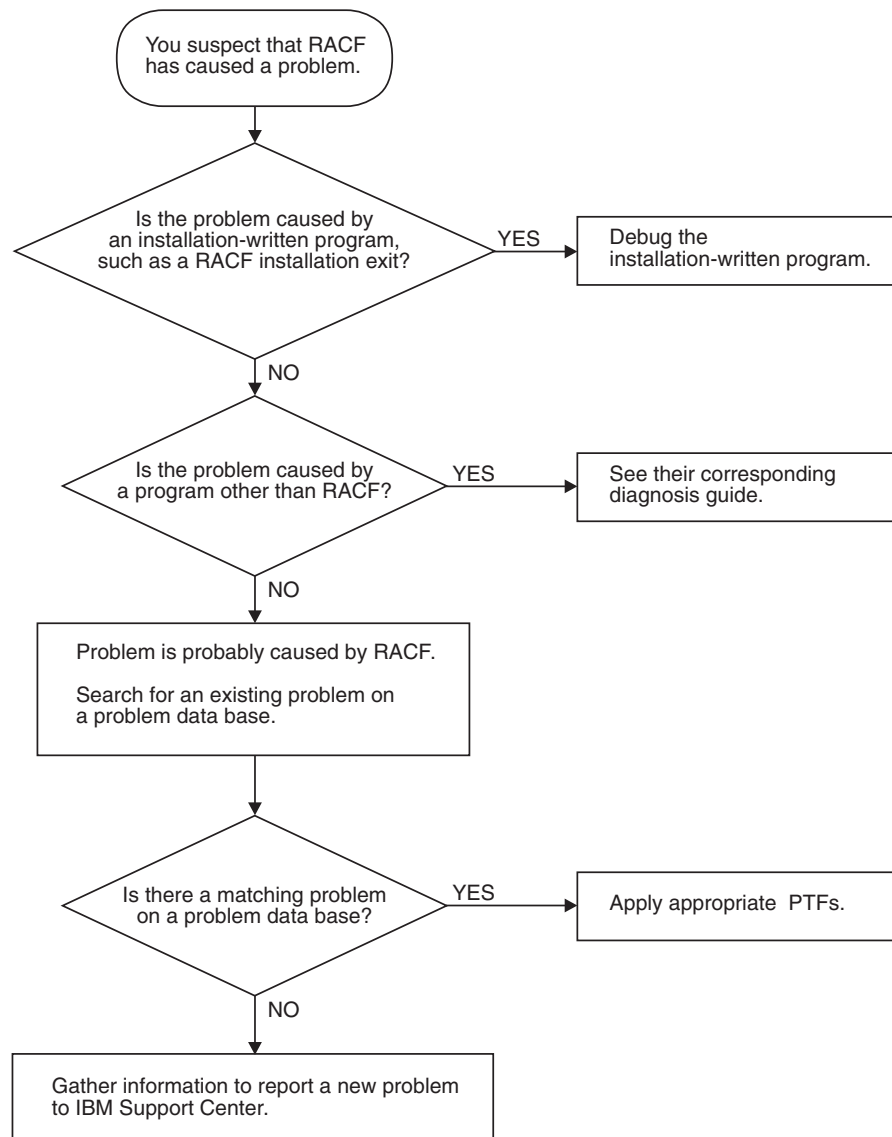 You suspect that RACF
has caused a problem.
Is the problem caused by
an installation-written program,
such as a RACF installation exit?
YES
Debug the
installation-written program.
NO
Is the problem caused by
a program other than RACF?
YES
See their corresponding
diagnosis guide.
NO
Problem is probably caused by RACF.
Search for an existing problem on
a problem data base.
Is there a matching problem
on a problem data base?
YES
Apply appropriate PTFs.
NO
Gather information to report a new problem
to IBM Support Center.